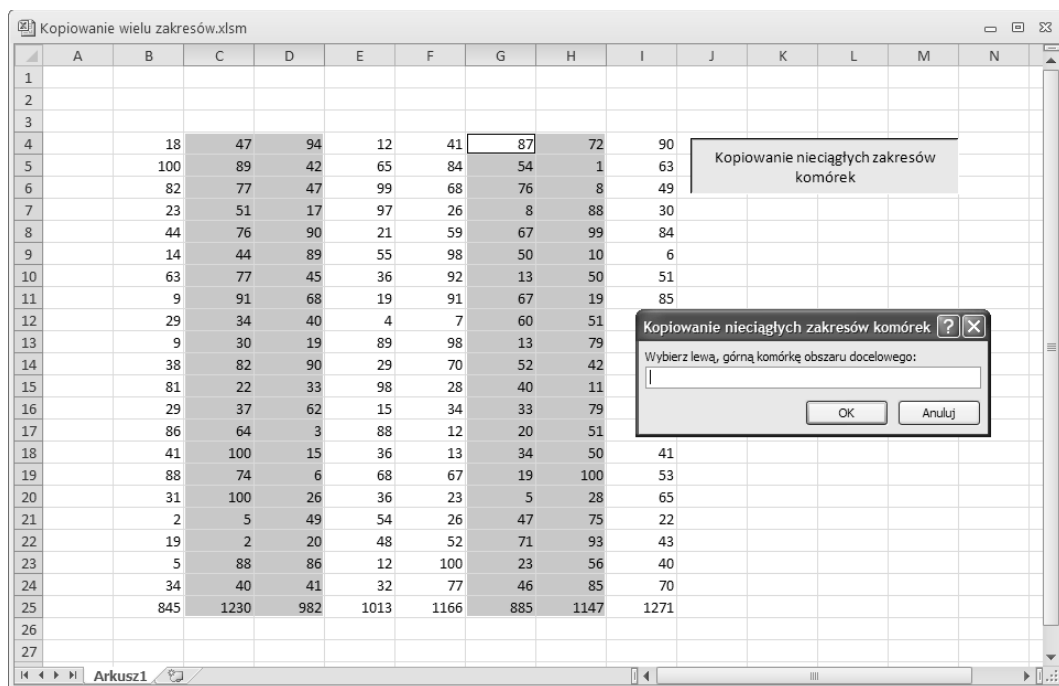 Kopiowanie wielu zakresów.xlsm
A B C D E F G H I J K L M N
1
2
3
4 18 47 94 12 41 87 72 90
Kopiowanie nieciągłych zakresów
komórek
5 100 89 42 65 84 54 1 63
6 82 77 47 99 68 76 8 49
7 23 51 17 97 26 8 88 30
8 44 76 90 21 59 67 99 84
9 14 44 89 55 98 50 10 6
10 63 77 45 36 92 13 50 51
11 9 91 68 19 91 67 19 85
12 29 34 40 4 7 60 51
Kopiowanie nieciągłych zakresów komórek
13 9 30 19 89 98 13 79
Wybierz lewą, górną komórkę obszaru docelowego:
14 38 82 90 29 70 52 42
15 81 22 33 98 28 40 11
16 29 37 62 15 34 33 79
OK Anuluj
17 86 64 3 88 12 20 51
18 41 100 15 36 13 34 50 41
19 88 74 6 68 67 19 100 53
20 31 100 26 36 23 5 28 65
21 2 5 49 54 26 47 75 22
22 19 2 20 48 52 71 93 43
23 5 88 86 12 100 23 56 40
24 34 40 41 32 77 46 85 70
25 845 1230 982 1013 1166 885 1147 1271
26
27
Arkusz1